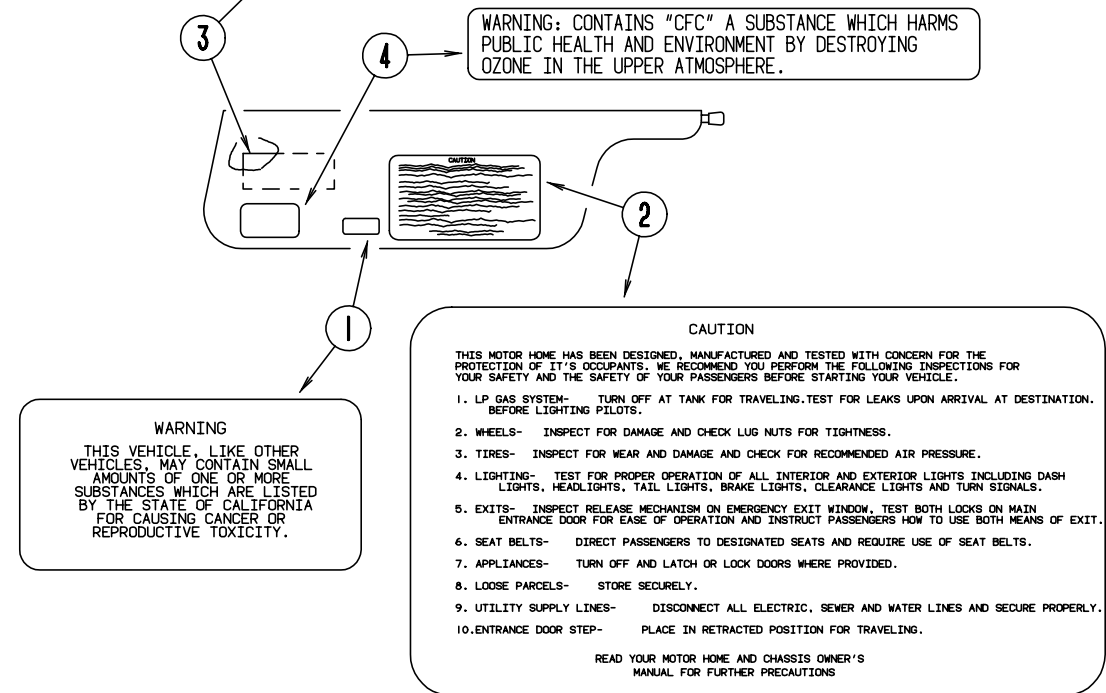 3
4
WARNING: CONTAINS "CFC" A SUBSTANCE WHICH HARMS
PUBLIC HEALTH AND ENVIRONMENT BY DESTROYING
OZONE IN THE UPPER ATMOSPHERE.
CAUTION
2
1
WARNING
THIS VEHICLE, LIKE OTHER
VEHICLES, MAY CONTAIN SMALL
AMOUNTS OF ONE OR MORE
SUBSTANCES WHICH ARE LISTED
BY THE STATE OF CALIFORNIA
FOR CAUSING CANCER OR
REPRODUCTIVE TOXICITY.
CAUTION
THIS MOTOR HOME HAS BEEN DESIGNED, MANUFACTURED AND TESTED WITH CONCERN FOR THE
PROTECTION OF IT'S OCCUPANTS. WE RECOMMEND YOU PERFORM THE FOLLOWING INSPECTIONS FOR
YOUR SAFETY AND THE SAFETY OF YOUR PASSENGERS BEFORE STARTING YOUR VEHICLE.
1. LP GAS SYSTEM- TURN OFF AT TANK FOR TRAVELING.TEST FOR LEAKS UPON ARRIVAL AT DESTINATION.
BEFORE LIGHTING PILOTS.
2. WHEELS- INSPECT FOR DAMAGE AND CHECK LUG NUTS FOR TIGHTNESS.
3. TIRES- INSPECT FOR WEAR AND DAMAGE AND CHECK FOR RECOMMENDED AIR PRESSURE.
4. LIGHTING- TEST FOR PROPER OPERATION OF ALL INTERIOR AND EXTERIOR LIGHTS INCLUDING DASH
LIGHTS, HEADLIGHTS, TAIL LIGHTS, BRAKE LIGHTS, CLEARANCE LIGHTS AND TURN SIGNALS.
5. EXITS- INSPECT RELEASE MECHANISM ON EMERGENCY EXIT WINDOW, TEST BOTH LOCKS ON MAIN
ENTRANCE DOOR FOR EASE OF OPERATION AND INSTRUCT PASSENGERS HOW TO USE BOTH MEANS OF EXIT.
6. SEAT BELTS- DIRECT PASSENGERS TO DESIGNATED SEATS AND REQUIRE USE OF SEAT BELTS.
7. APPLIANCES- TURN OFF AND LATCH OR LOCK DOORS WHERE PROVIDED.
8. LOOSE PARCELS- STORE SECURELY.
9. UTILITY SUPPLY LINES- DISCONNECT ALL ELECTRIC, SEWER AND WATER LINES AND SECURE PROPERLY.
10.ENTRANCE DOOR STEP- PLACE IN RETRACTED POSITION FOR TRAVELING.
READ YOUR MOTOR HOME AND CHASSIS OWNER'S
MANUAL FOR FURTHER PRECAUTIONS